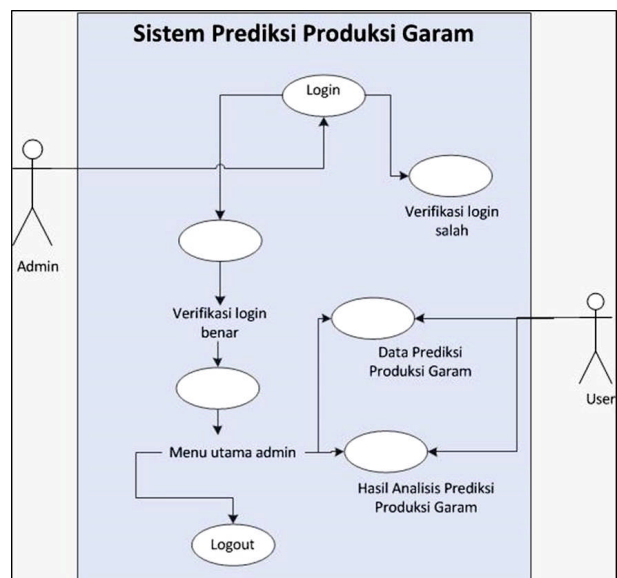 Sistem Prediksi Produksi Garam
Login
Verifikasi login
salah
Admin
Verifikasi login
benar
Data Prediksi
Produksi Garam
User
Menu utama admin
Hasil Analisis Prediksi
Produksi Garam
Logout